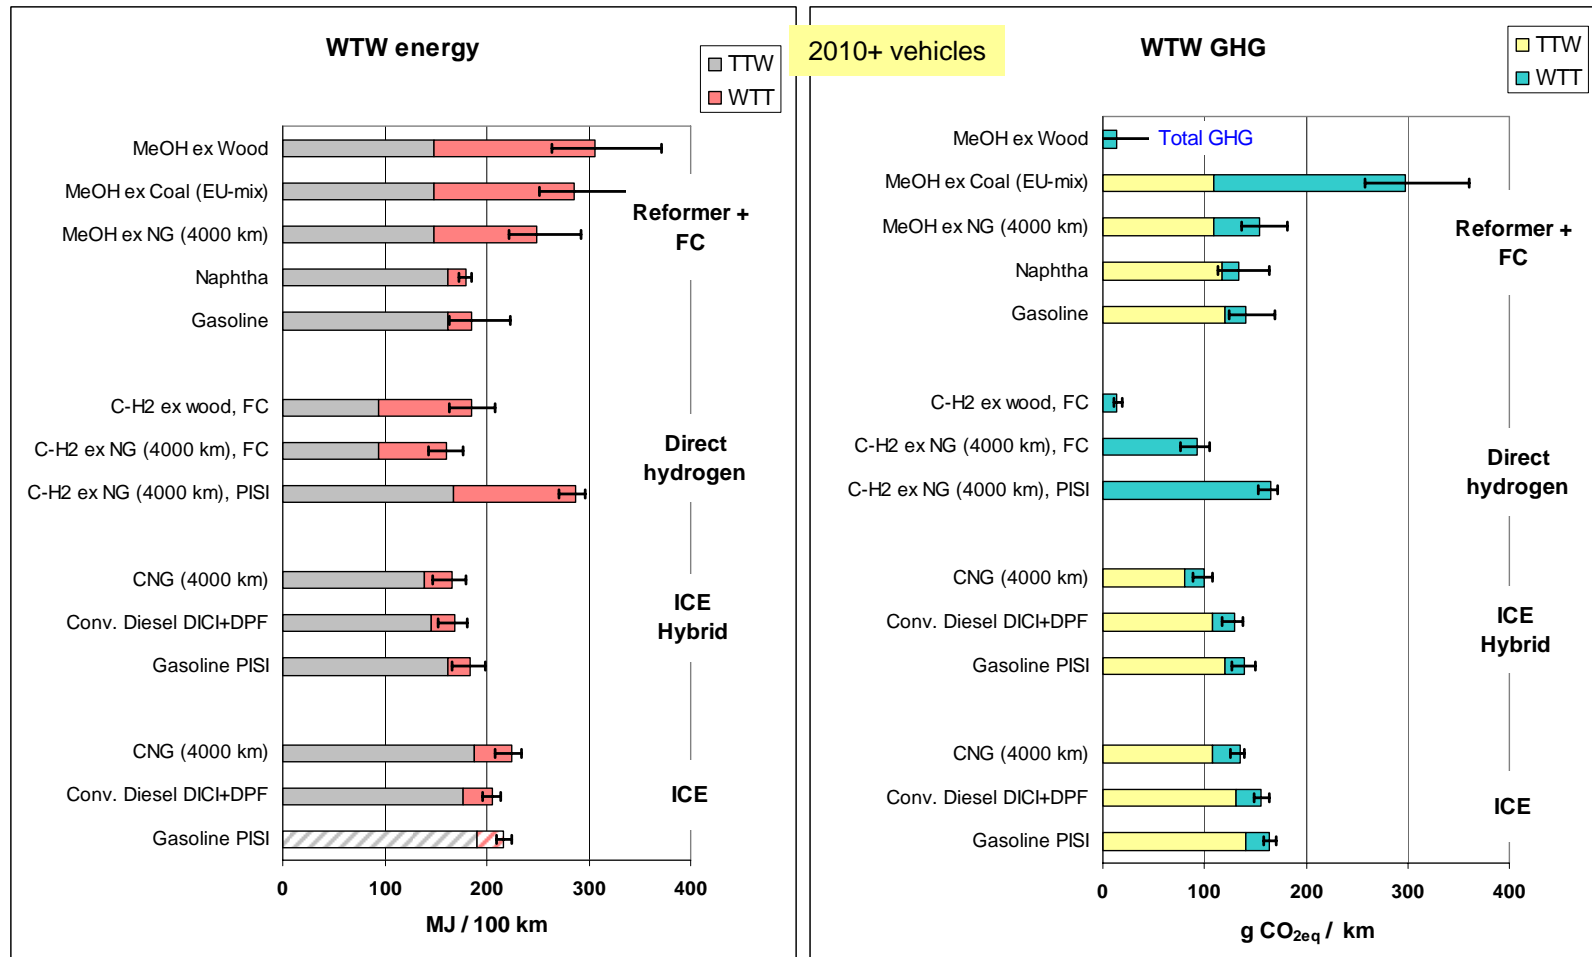 WTW energy
TTW
WTT
2010+ vehicles
MeOH ex Wood
MeOH ex Coal (EU-mix)
MeOH ex NG (4000 km)
Naphtha
Gasoline
Reformer +
FC
C-H2 ex wood, FC
C-H2 ex NG (4000 km), FC
C-H2 ex NG (4000 km), PISI
Direct
hydrogen
CNG (4000 km)
Conv. Diesel DICI+DPF
Gasoline PISI
ICE
Hybrid
CNG (4000 km)
Conv. Diesel DICI+DPF
Gasoline PISI
ICE
0 100 200 300 400
MJ / 100 km
WTW GHG
TTW
WTT
MeOH ex Wood
Total GHG
MeOH ex Coal (EU-mix)
MeOH ex NG (4000 km)
Naphtha
Gasoline
Reformer +
FC
C-H2 ex wood, FC
C-H2 ex NG (4000 km), FC
C-H2 ex NG (4000 km), PISI
Direct
hydrogen
CNG (4000 km)
Conv. Diesel DICI+DPF
Gasoline PISI
ICE
Hybrid
CNG (4000 km)
Conv. Diesel DICI+DPF
Gasoline PISI
ICE
0 100 200 300 400
g CO2eq / km